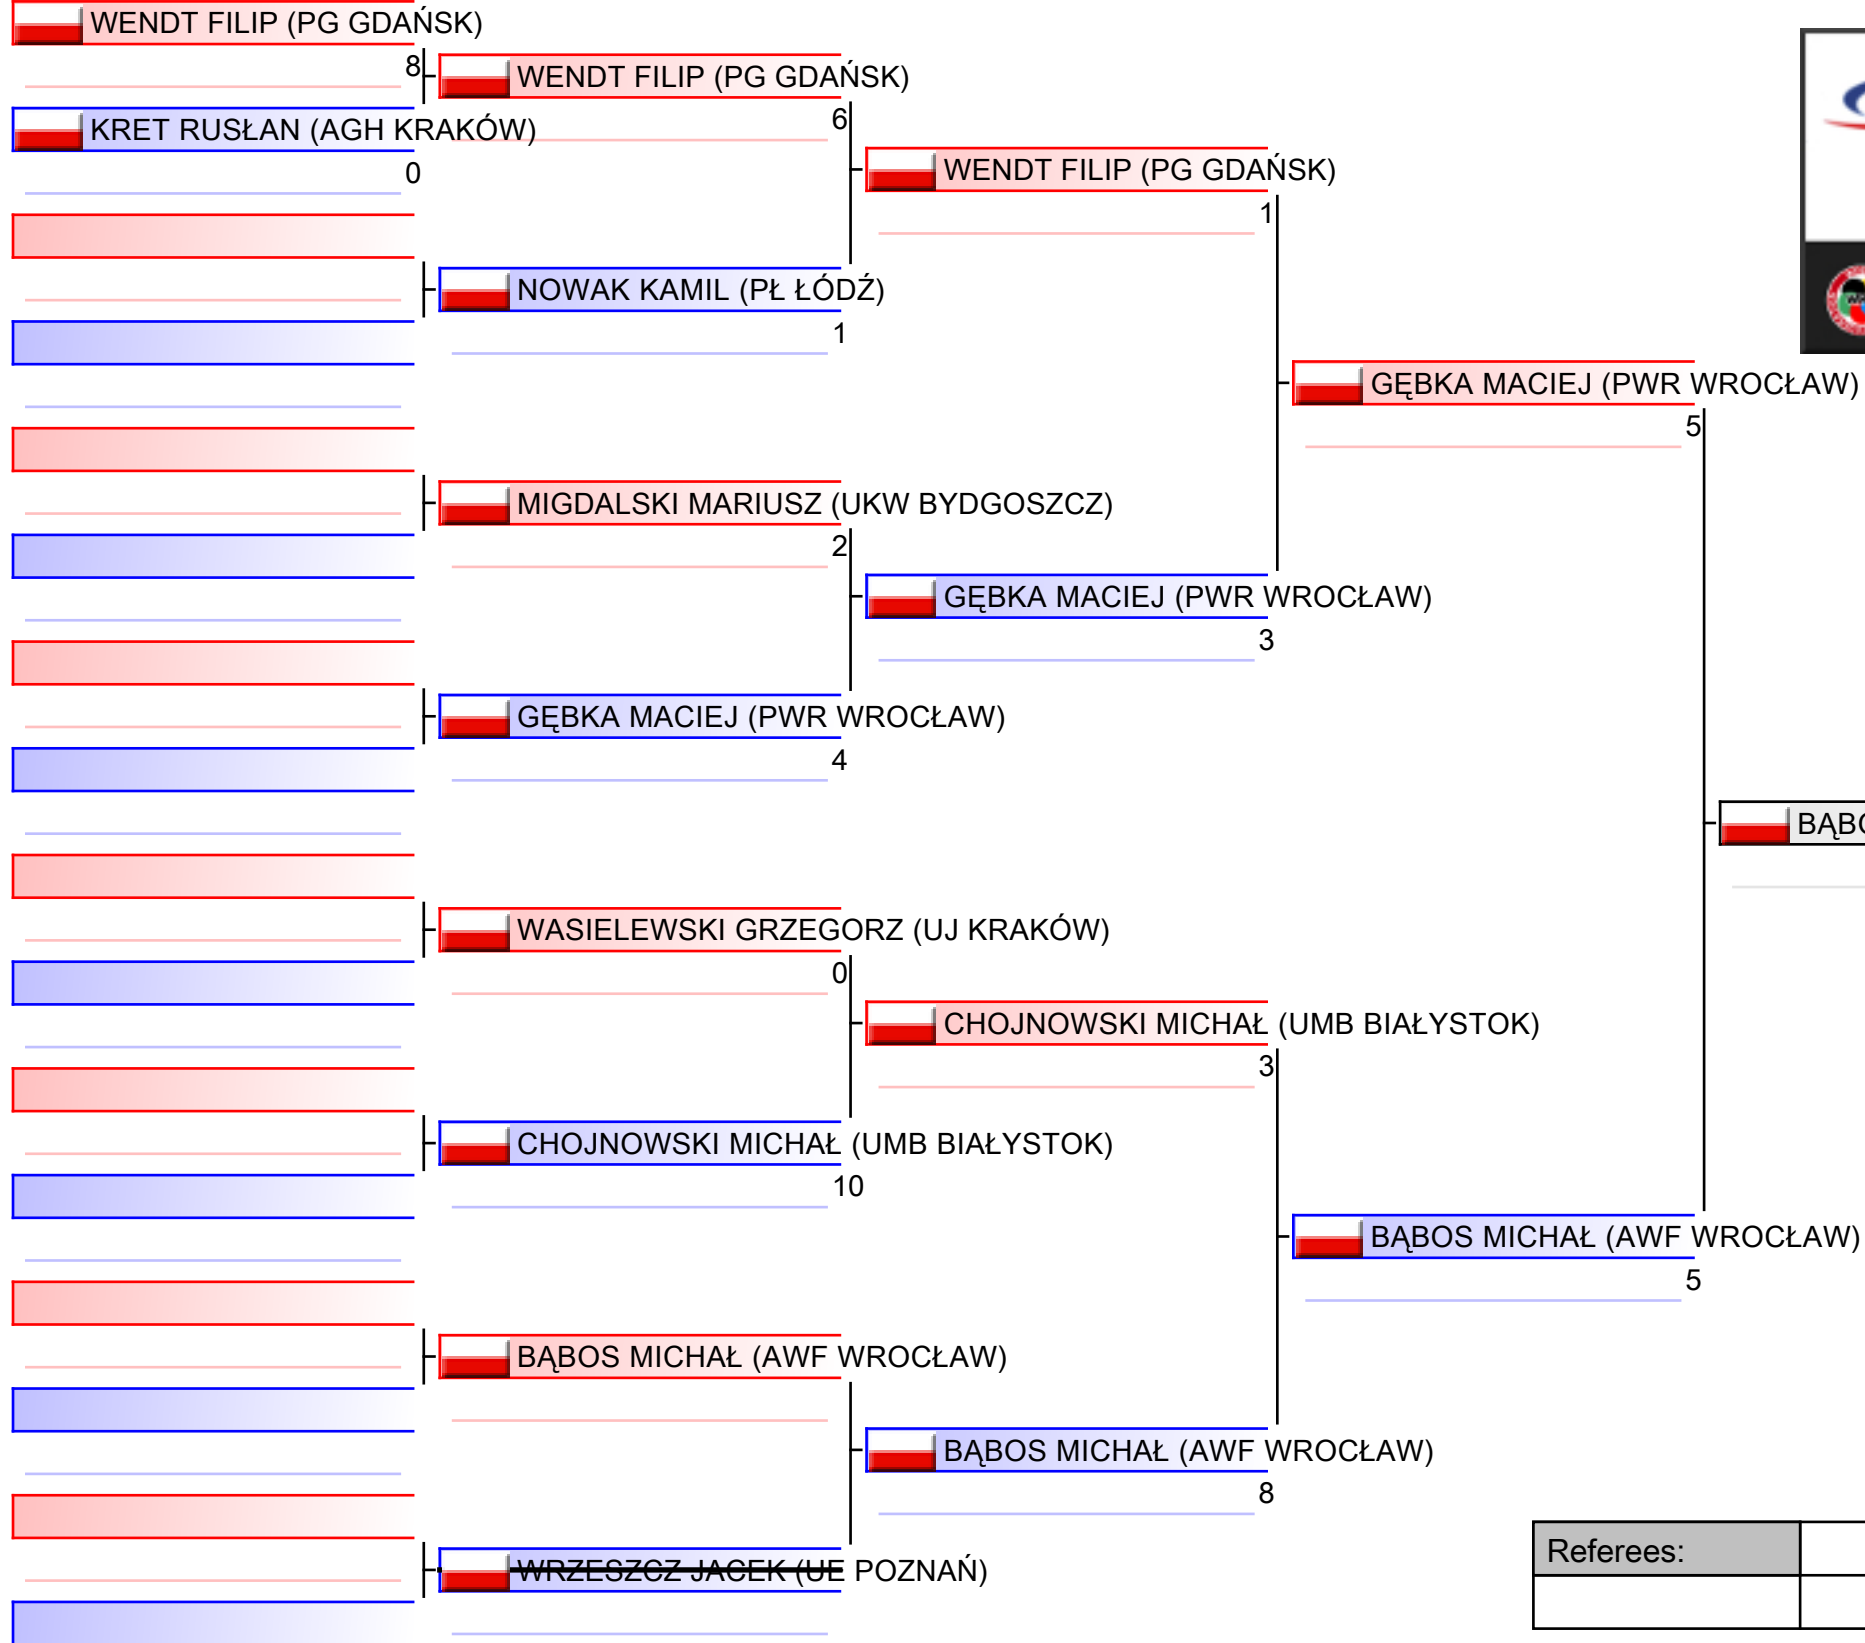 WENDT FILIP (PG GDAŃSK)
8
WENDT FILIP (PG GDAŃSK)
6
KRET RUSŁAN (AGH KRAKÓW)
0
WENDT FILIP (PG GDAŃSK)
1
NOWAK KAMIL (PŁ ŁÓDŹ)
1
GĘBKA MACIEJ (PWR WROCŁAW)
5
MIGDALSKI MARIUSZ (UKW BYDGOSZCZ)
2
GĘBKA MACIEJ (PWR WROCŁAW)
3
GĘBKA MACIEJ (PWR WROCŁAW)
4
WASIELEWSKI GRZEGORZ (UJ KRAKÓW)
0
CHOJNOWSKI MICHAŁ (UMB BIAŁYSTOK)
3
CHOJNOWSKI MICHAŁ (UMB BIAŁYSTOK)
10
BĄBOS MICHAŁ (AWF WROCŁAW)
5
BĄBOS MICHAŁ (AWF WROCŁAW)
BĄBOS MICHAŁ (AWF WROCŁAW)
8
WRZESZCZ JACEK (UE POZNAŃ)
Referees: